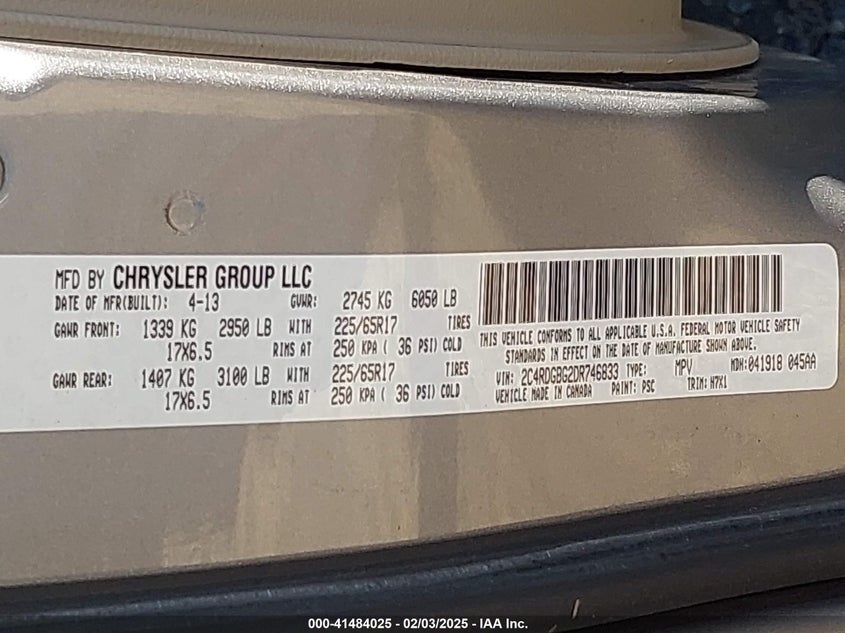 MFD BY CHRYSLER GROUP LLC
DATE OF MFR(BUILT): 4-13 GVWR: 2745 KG 6050 LB
GAWR FRONT: 1339 KG 2950 LB WITH 225/65R17 TIRES
17X6.5 RIMS AT 250 KPA ( 36 PSI) COLD
GAWR REAR: 1407 KG 3100 LB WITH 225/65R17 TIRES
17X6.5 RIMS AT 250 KPA ( 36 PSI) COLD
THIS VEHICLE CONFORMS TO ALL APPLICABLE U.S.A. FEDERAL MOTOR VEHICLE SAFETY
STANDARDS IN EFFECT ON THE DATE OF MANUFACTURE SHOWN ABOVE.
VIN: 2C4RDGBG2DR746833 TYPE: MPV MDH: 041918 045AA
VEHICLE MADE IN CANADA PAINT: PSC TRIM: H7X1
000-41484025 - 02/03/2025 - IAA Inc.